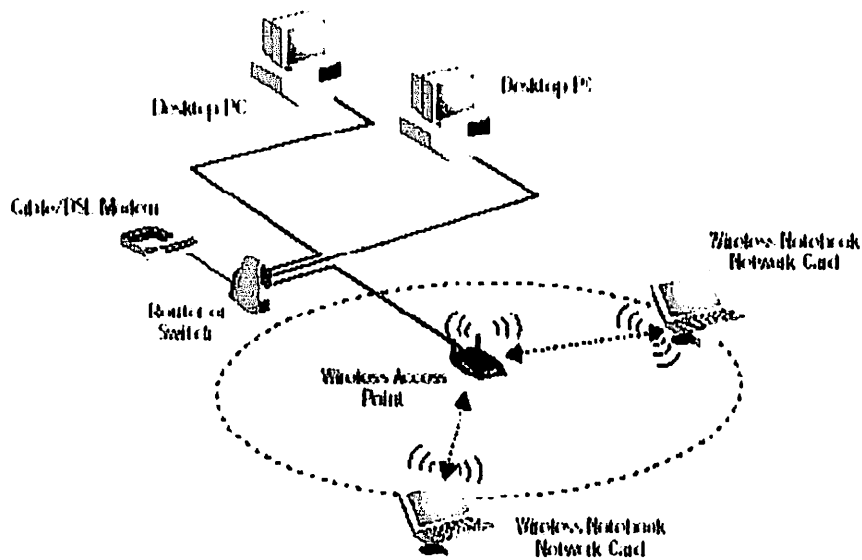 Desktop PC
Desktop PC
Cable/DSL Modem
Wireless Notebook
Network Card
Router or
Switch
Wireless Access
Point
Wireless Notebook
Network Card